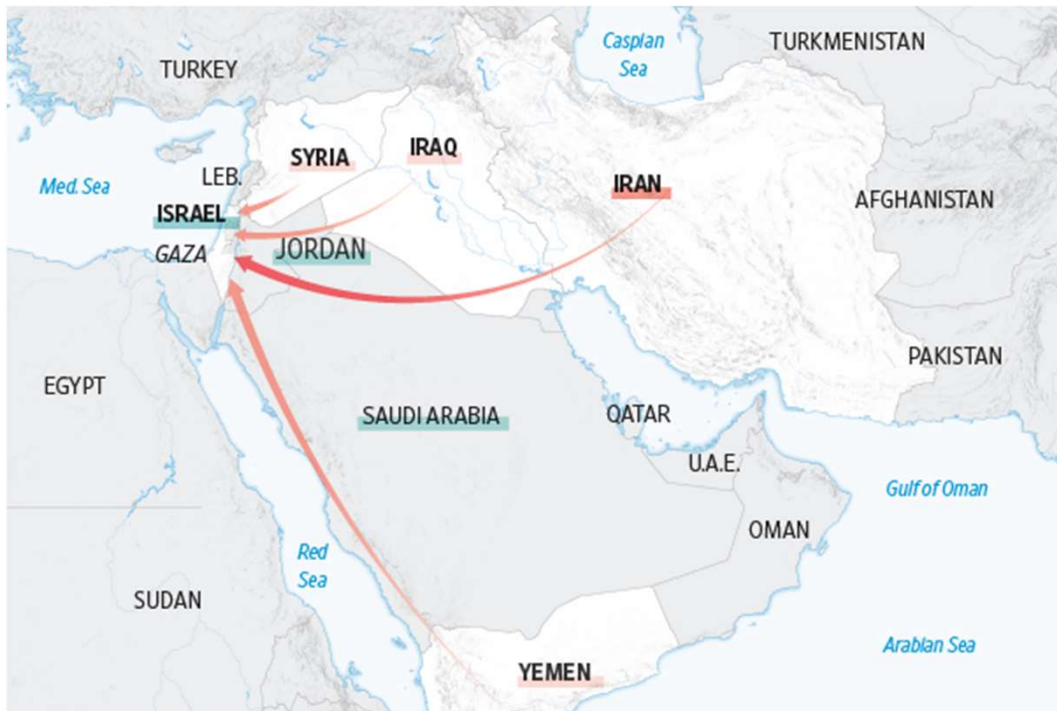 Caspian
Sea
TURKMENISTAN
TURKEY
SYRIA
IRAQ
Med. Sea
LEB.
IRAN
AFGHANISTAN
ISRAEL
GAZA
JORDAN
PAKISTAN
EGYPT
SAUDI ARABIA
QATAR
U.A.E.
Gulf of Oman
OMAN
Red
Sea
SUDAN
Arabian Sea
YEMEN